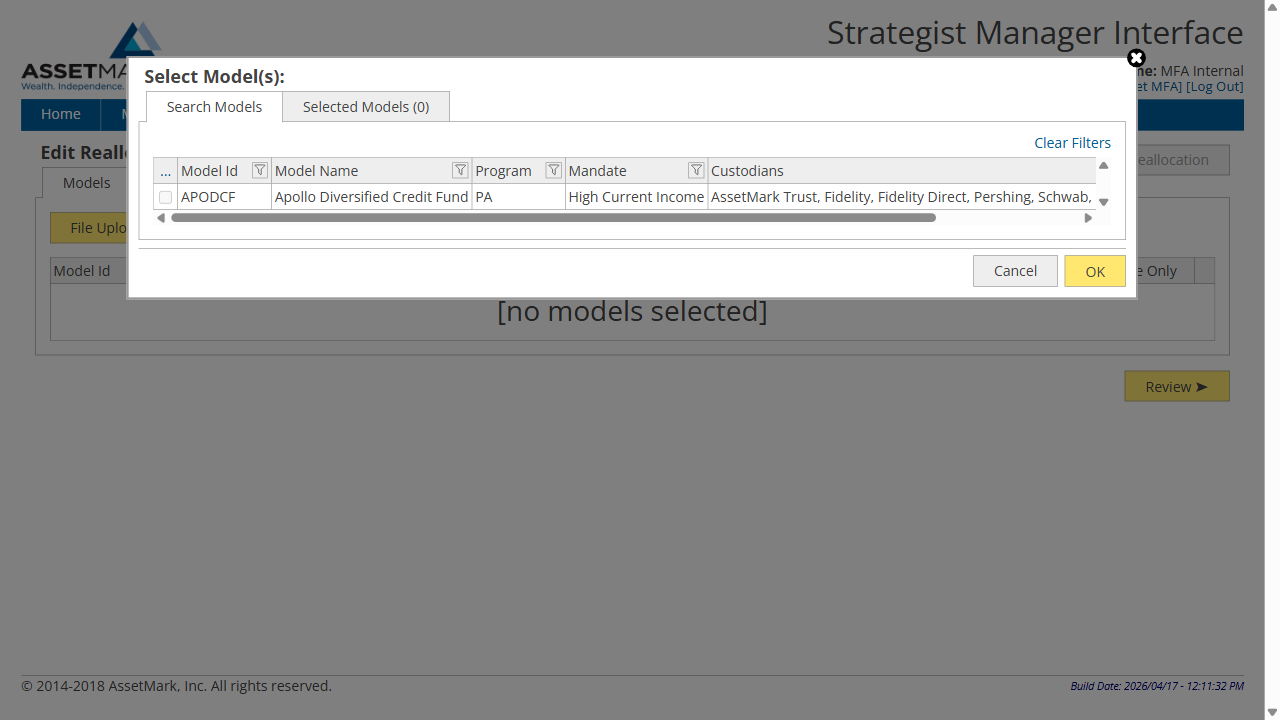 Strategist Manager Interface
ASSETMA
Wealth. Independence.
me: MFA Internal
et MFA] [Log Out]
Home
M
Edit Reallo
eallocation
Models
File Uplo
Model Id
e Only
[no models selected]
Review ➤
Select Model(s):
Search Models
Selected Models (0)
Clear Filters
... Model Id Model Name Program Mandate Custodians
APODCF Apollo Diversified Credit Fund PA High Current Income AssetMark Trust, Fidelity, Fidelity Direct, Pershing, Schwab,
Cancel
OK
© 2014-2018 AssetMark, Inc. All rights reserved.
Build Date: 2026/04/17 - 12:11:32 PM